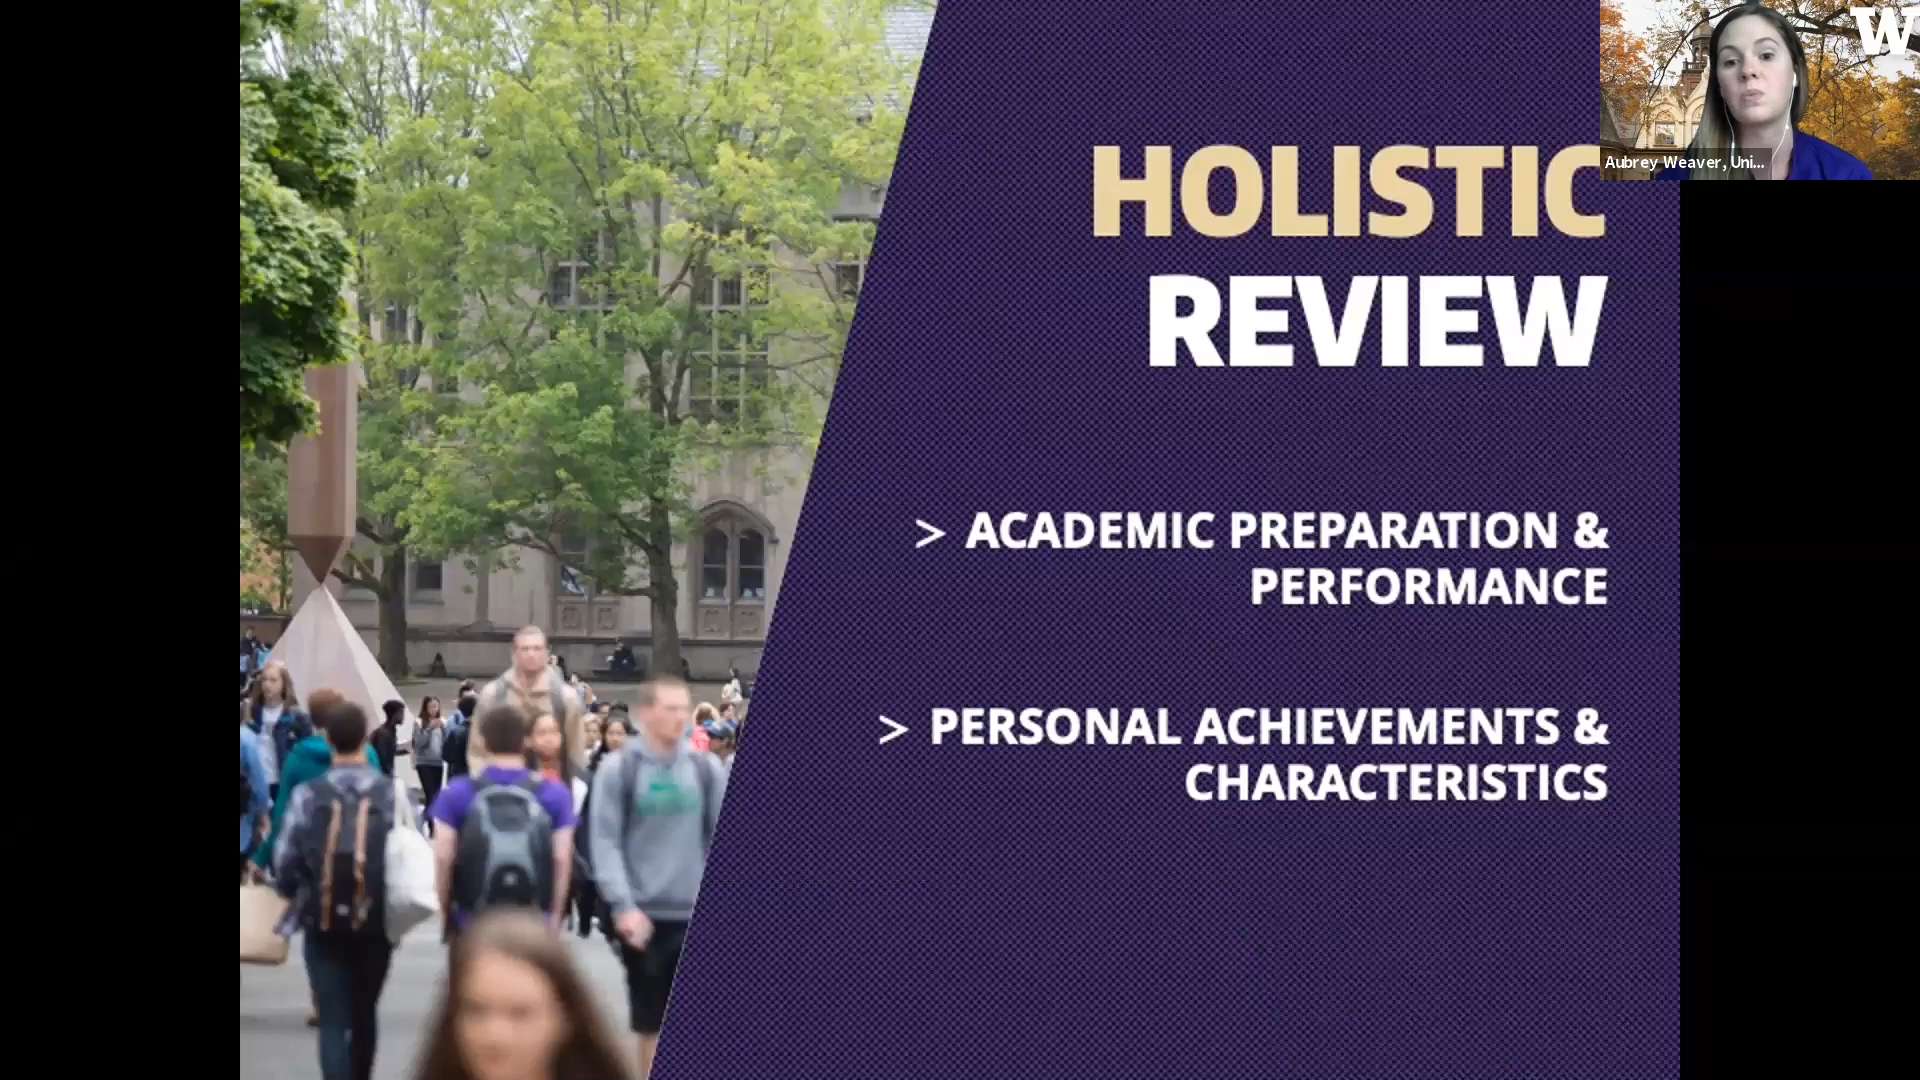 W
Aubrey Weaver, Uni...
HOLISTIC
REVIEW
> ACADEMIC PREPARATION &
PERFORMANCE
> PERSONAL ACHIEVEMENTS &
CHARACTERISTICS